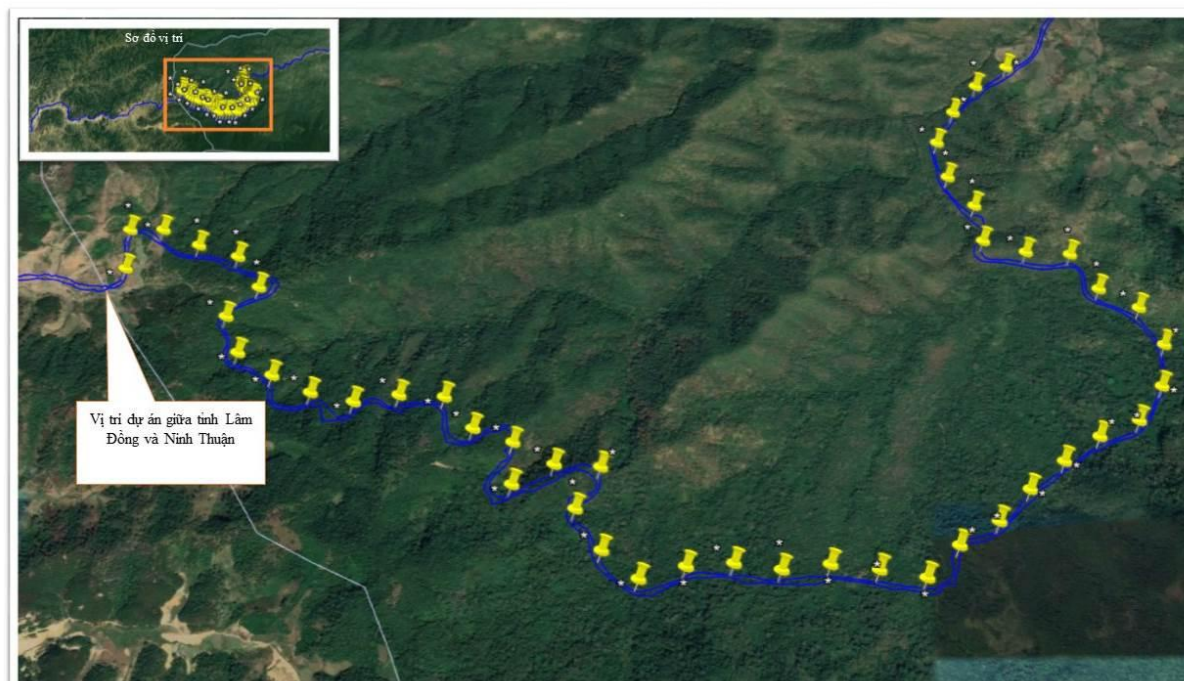 Sơ đồ vị trí
Vị trí dự án giữa tỉnh Lâm
Đồng và Ninh Thuận